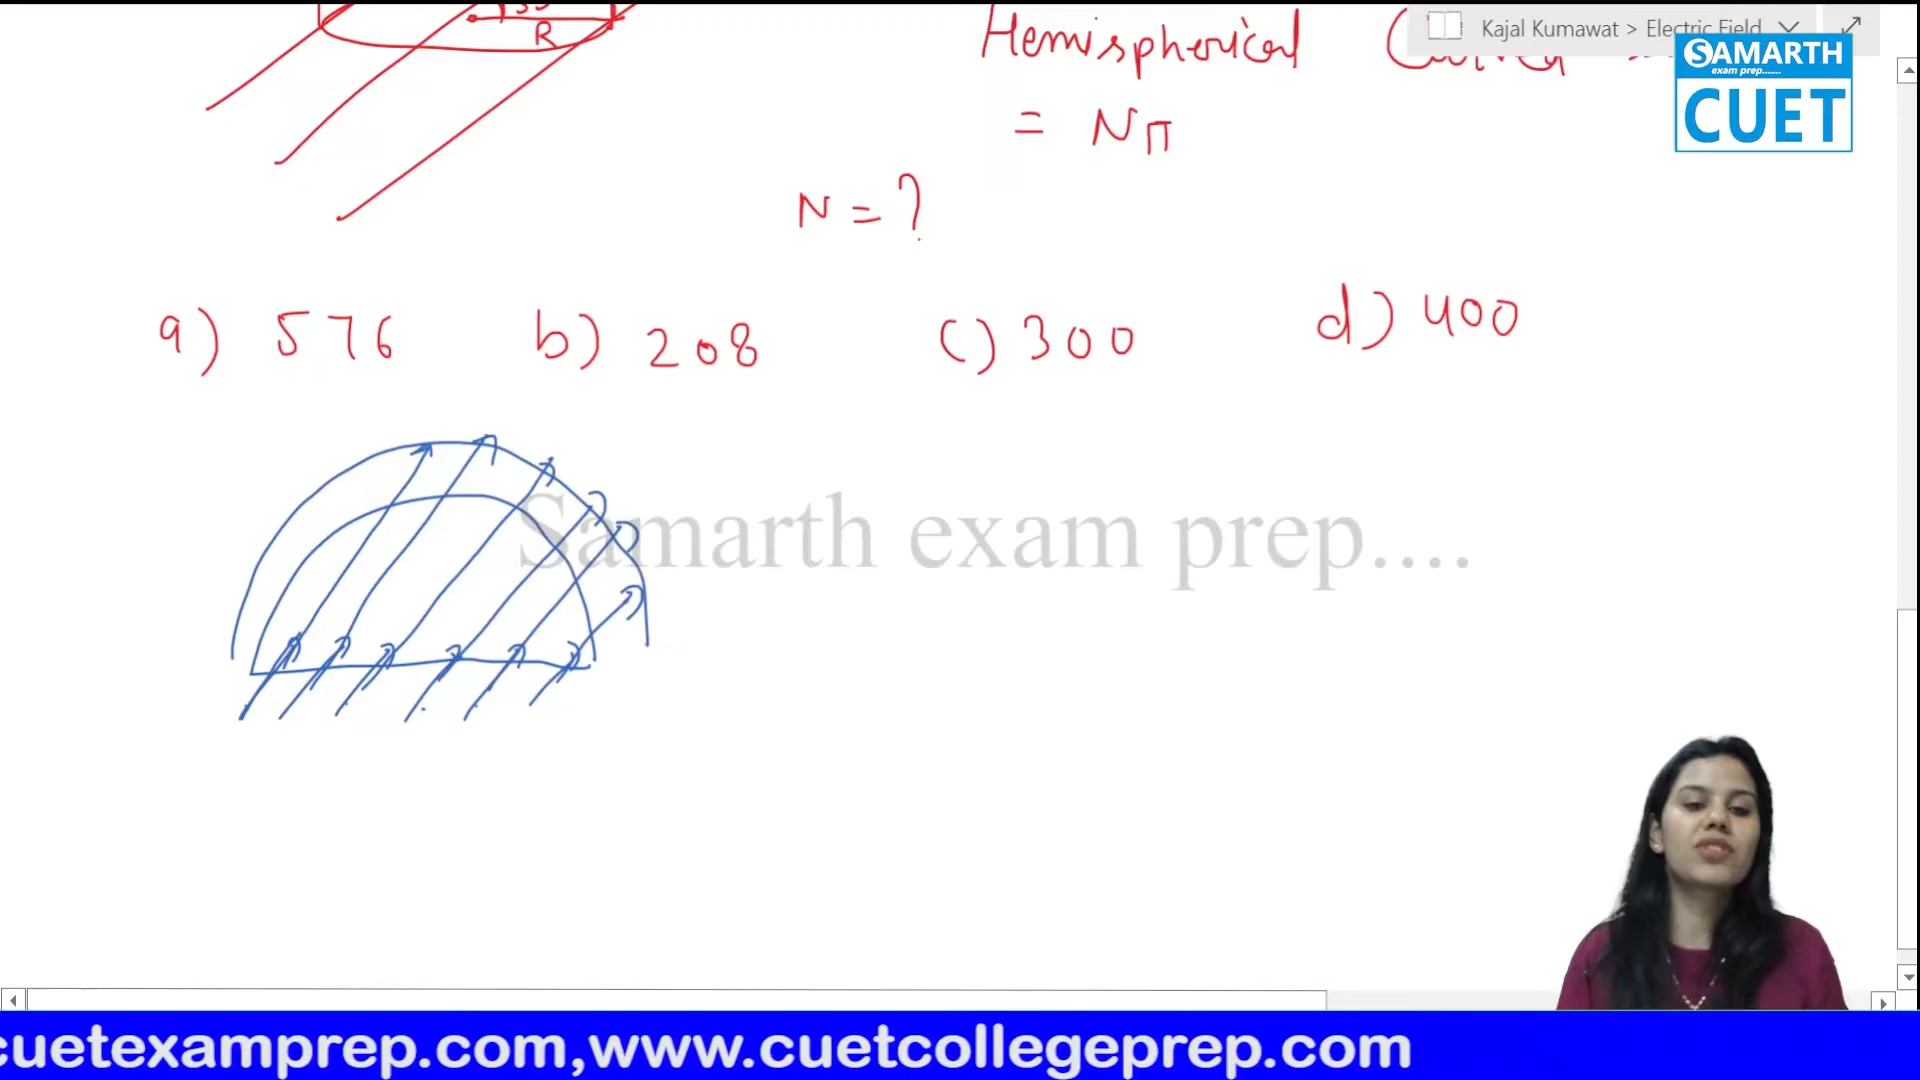 R
Hemispherical
Kajal Kumawat > Electric Field
SAMARTH
exam prep.......
CUET
= Nπ
N = ?
a) 576 b) 208 c) 300 d) 400
Samarth exam prep....
cuetexamprep.com,www.cuetcollegeprep.com